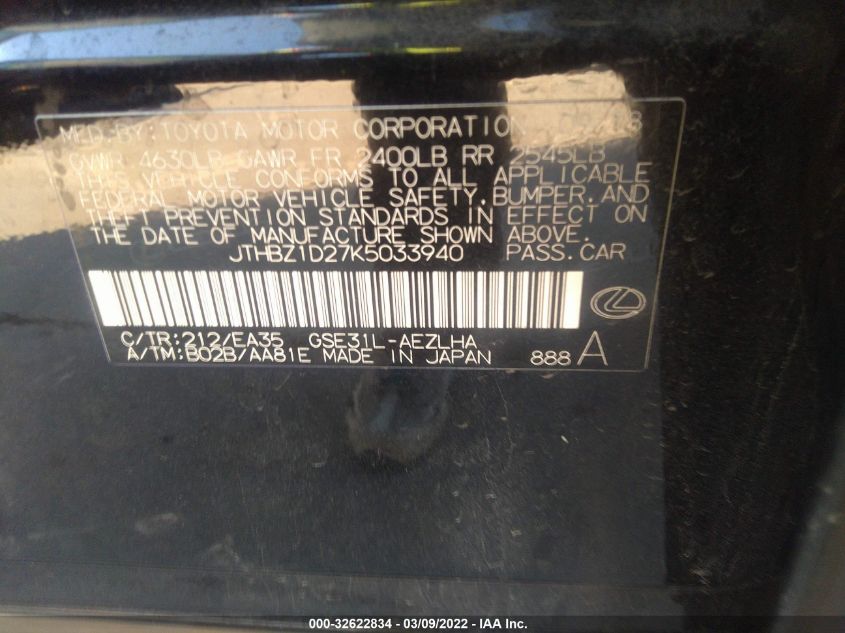 MFD.BY:TOYOTA MOTOR CORPORATION
GVWR 4630LB GAWR FR 2400LB RR 2545LB
THIS VEHICLE CONFORMS TO ALL APPLICABLE
FEDERAL MOTOR VEHICLE SAFETY,BUMPER,AND
THEFT PREVENTION STANDARDS IN EFFECT ON
THE DATE OF MANUFACTURE SHOWN ABOVE.
JTHBZ1D27K5033940 PASS.CAR
C/TR:212/EA35 GSE31L-AEZLHA
A/TM:B02B/AA81E MADE IN JAPAN 888 A
000-32622834 — 03/09/2022 — IAA Inc.